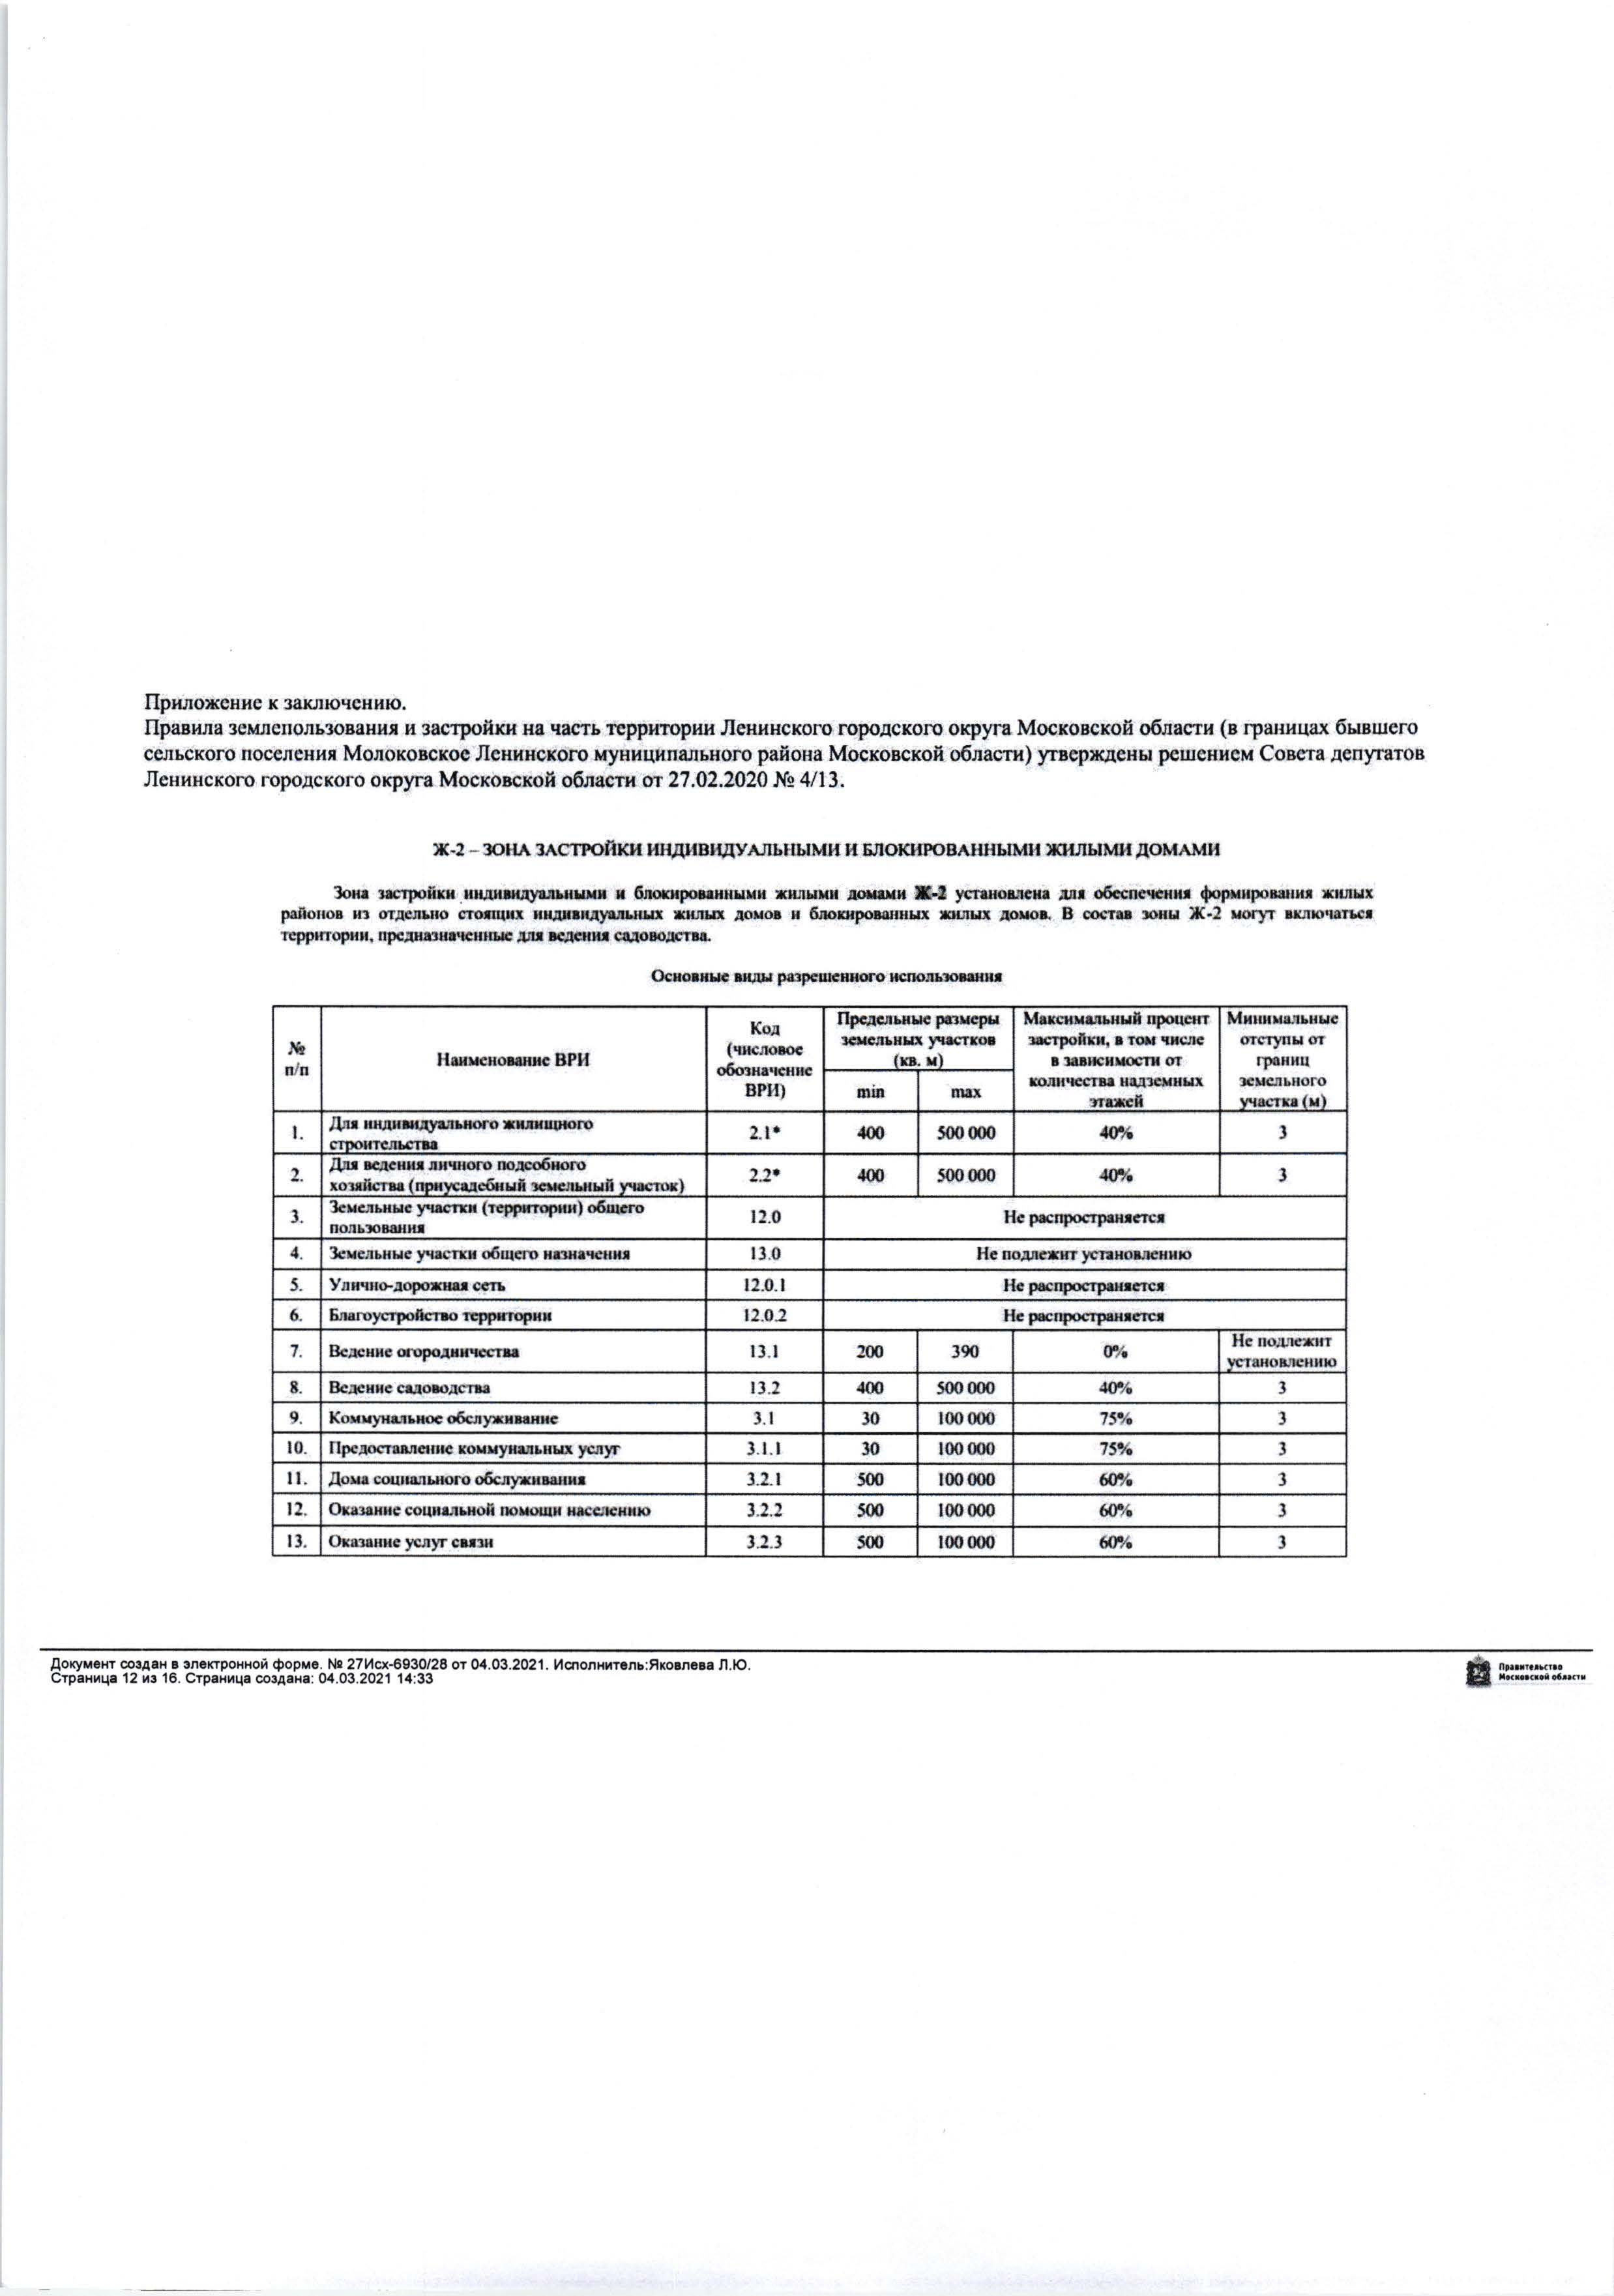 Приложение к заключению.
Правила землепользования и застройки на часть территории Ленинского городского округа Московской области (в границах бывшего
сельского поселения Молоковское Ленинского муниципального района Московской области) утверждены решением Совета депутатов
Ленинского городского округа Московской области от 27.02.2020 № 4/13.
Ж-2 – ЗОНА ЗАСТРОЙКИ ИНДИВИДУАЛЬНЫМИ И БЛОКИРОВАННЫМИ ЖИЛЫМИ ДОМАМИ
Зона застройки индивидуальными и блокированными жилыми домами Ж-2 установлена для обеспечения формирования жилых
районов из отдельно стоящих индивидуальных жилых домов и блокированных жилых домов. В состав зоны Ж-2 могут включаться
территории, предназначенные для ведения садоводства.
Основные виды разрешенного использования
№
п/п
Наименование ВРИ
Код
(числовое
обозначение
ВРИ)
Предельные размеры
земельных участков
(кв. м)
min max
Максимальный процент
застройки, в том числе
в зависимости от
количества надземных
этажей
Минимальные
отступы от
границ
земельного
участка (м)
1. Для индивидуального жилищного
строительства 2.1* 400 500 000 40% 3
2. Для ведения личного подсобного
хозяйства (приусадебный земельный участок) 2.2* 400 500 000 40% 3
3. Земельные участки (территории) общего
пользования 12.0 Не распространяется
4. Земельные участки общего назначения 13.0 Не подлежит установлению
5. Улично-дорожная сеть 12.0.1 Не распространяется
6. Благоустройство территории 12.0.2 Не распространяется
7. Ведение огородничества 13.1 200 390 0% Не подлежит
установлению
8. Ведение садоводства 13.2 400 500 000 40% 3
9. Коммунальное обслуживание 3.1 30 100 000 75% 3
10. Предоставление коммунальных услуг 3.1.1 30 100 000 75% 3
11. Дома социального обслуживания 3.2.1 500 100 000 60% 3
12. Оказание социальной помощи населению 3.2.2 500 100 000 60% 3
13. Оказание услуг связи 3.2.3 500 100 000 60% 3
Документ создан в электронной форме. № 27Исх-6930/28 от 04.03.2021. Исполнитель:Яковлева Л.Ю.
Страница 12 из 16. Страница создана: 04.03.2021 14:33
Правительство
Московской области